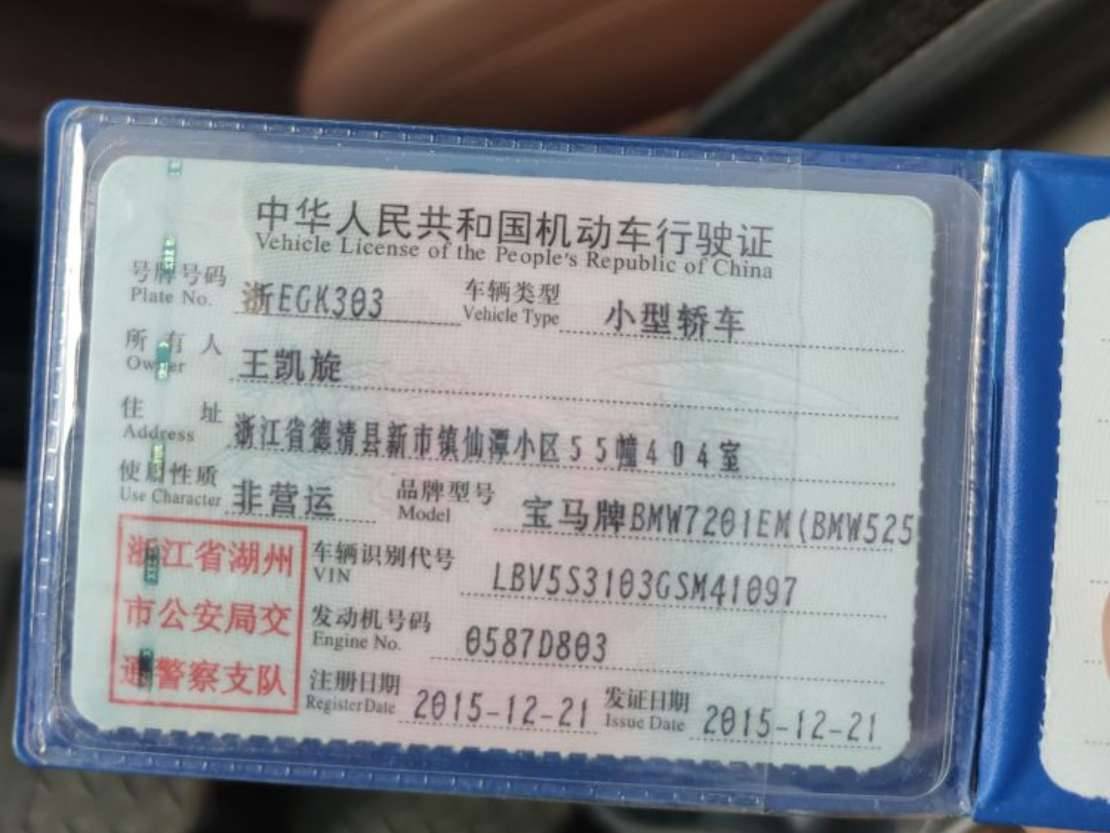 中华人民共和国机动车行驶证
Vehicle License of the People's Republic of China
号牌号码 浙EGK303 车辆类型 小型轿车
Plate No. Vehicle Type
所有人 王凯旋
Owner
住址 浙江省德清县新市镇仙潭小区55幢404室
Address
使用性质 非营运 品牌型号 宝马牌BMW7201EM(BMW525
Use Character Model
浙江省湖州
市公安局交
通警察支队
车辆识别代号 LBV5S3103GSM41097
VIN
发动机号码 0587D803
Engine No.
注册日期 2015-12-21 发证日期 2015-12-21
Register Date Issue Date